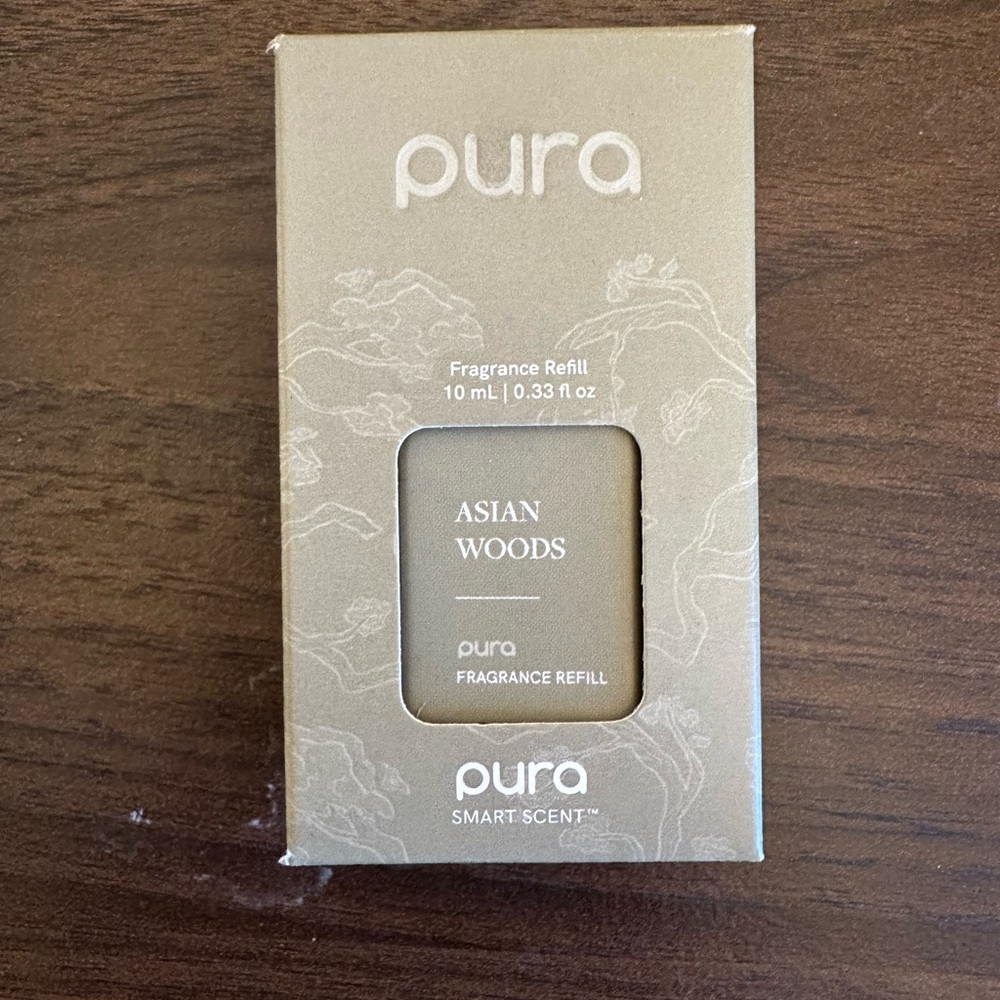 pura
Fragrance Refill
10 mL | 0.33 fl oz
ASIAN
WOODS
pura
FRAGRANCE REFILL
pura
SMART SCENT™